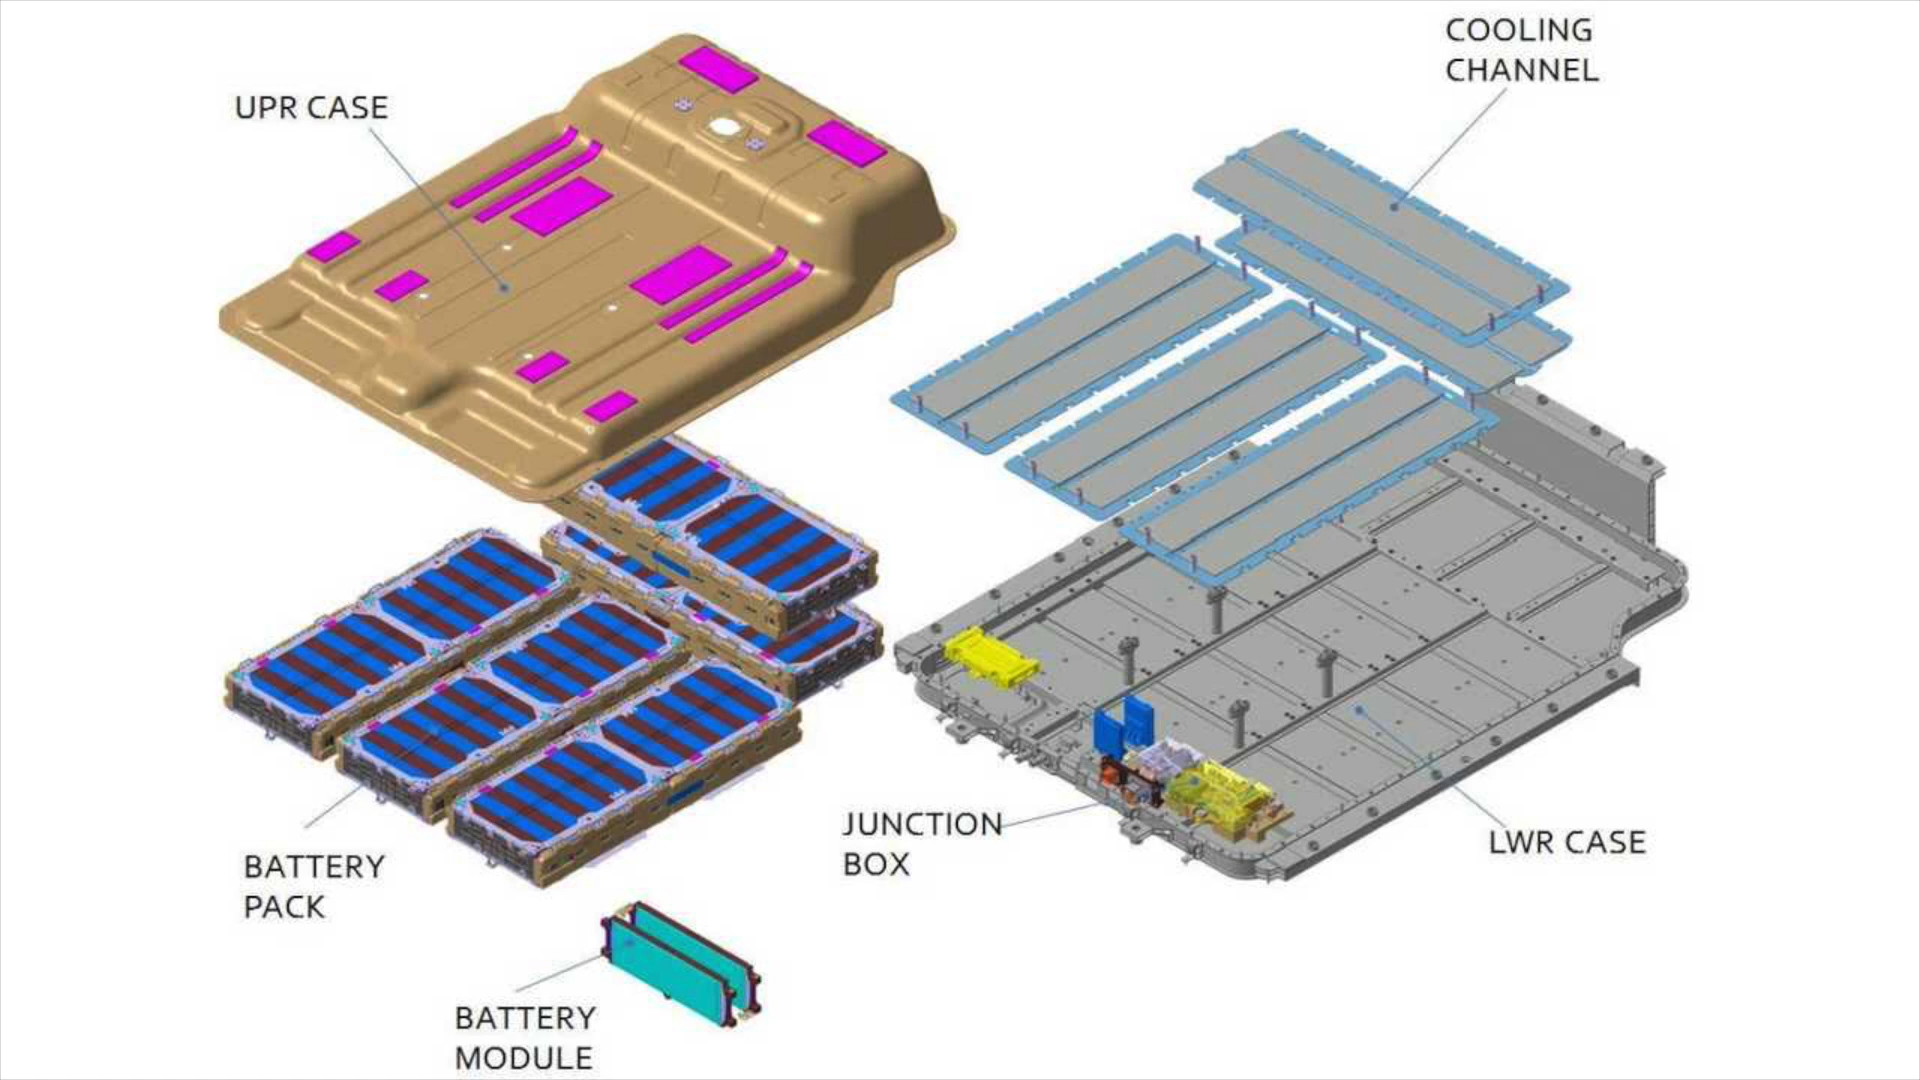 COOLING
CHANNEL
UPR CASE
JUNCTION
BOX
LWR CASE
BATTERY
PACK
BATTERY
MODULE